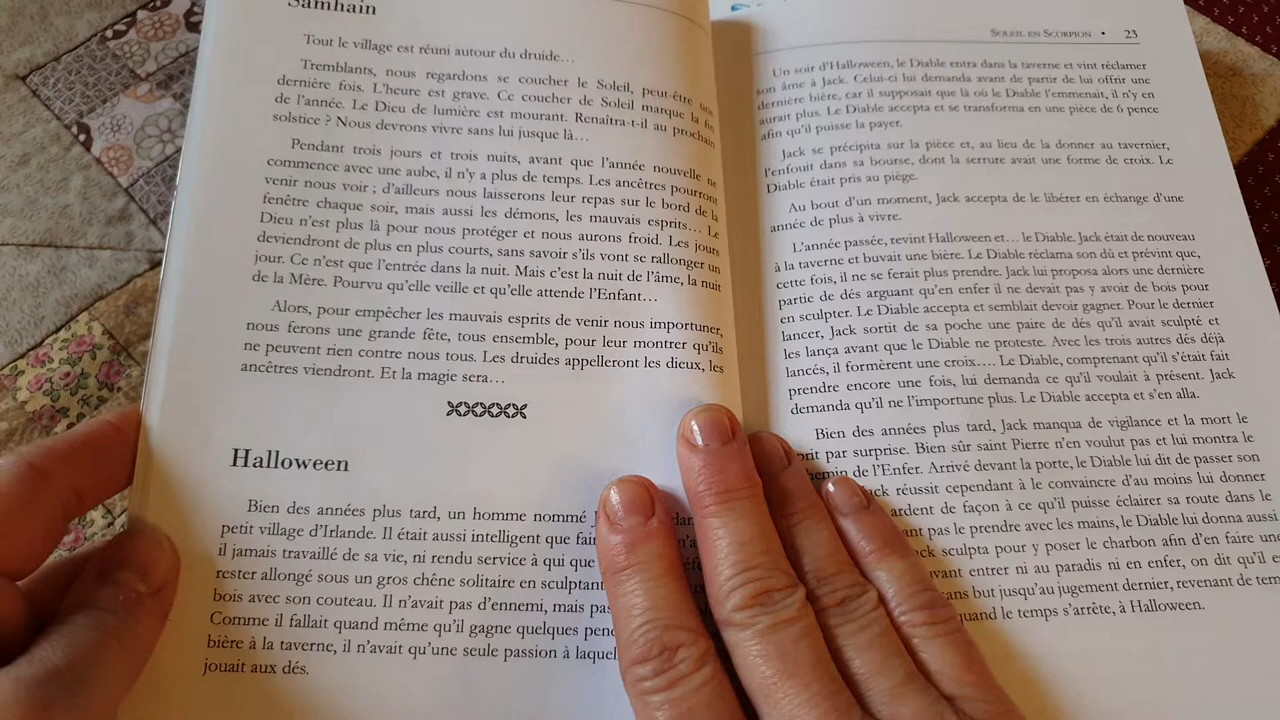 Samhain
Tout le village est réuni autour du druide…
Tremblants, nous regardons se coucher le Soleil, peut-être une
dernière fois. L'heure est grave. Ce coucher de Soleil marque la fin
de l'année. Le Dieu de lumière est mourant. Renaîtra-t-il au prochain
solstice ? Nous devrons vivre sans lui jusque là…
Pendant trois jours et trois nuits, avant que l'année nouvelle ne
commence avec une aube, il n'y a plus de temps. Les ancêtres pourront
venir nous voir ; d'ailleurs nous laisserons leur repas sur le bord de la
fenêtre chaque soir, mais aussi les démons, les mauvais esprits… Le
Dieu n'est plus là pour nous protéger et nous aurons froid. Les jours
deviendront de plus en plus courts, sans savoir s'ils vont se rallonger un
jour. Ce n'est que l'entrée dans la nuit. Mais c'est la nuit de l'âme, la nuit
de la Mère. Pourvu qu'elle veille et qu'elle attende l'Enfant…
Alors, pour empêcher les mauvais esprits de venir nous importuner,
nous ferons une grande fête, tous ensemble, pour leur montrer qu'ils
ne peuvent rien contre nous tous. Les druides appelleront les dieux, les
ancêtres viendront. Et la magie sera…
Halloween
Bien des années plus tard, un homme nommé
petit village d'Irlande. Il était aussi intelligent que
il jamais travaillé de sa vie, ni rendu service à qui que
rester allongé sous un gros chêne solitaire en sculptant
bois avec son couteau. Il n'avait pas d'ennemi, mais pas
Comme il fallait quand même qu'il gagne quelques
bière à la taverne, il n'avait qu'une seule passion à
jouait aux dés.
Soleil en Scorpion • 23
Un soir d'Halloween, le Diable entra dans la taverne et vint réclamer
son âme à Jack. Celui-ci lui demanda avant de partir de lui offrir une
dernière bière, car il supposait que là où le Diable l'emmenait, il n'y en
aurait plus. Le Diable accepta et se transforma en une pièce de 6 pence
afin qu'il puisse la payer.
Jack se précipita sur la pièce et, au lieu de la donner au tavernier,
l'enfouit dans sa bourse, dont la serrure avait une forme de croix. Le
Diable était pris au piège.
Au bout d'un moment, Jack accepta de le libérer en échange d'une
année de plus à vivre.
L'année passée, revint Halloween et… le Diable. Jack était de nouveau
à la taverne et buvait une bière. Le Diable réclama son dû et prévint que,
cette fois, il ne se ferait plus prendre. Jack lui proposa alors une dernière
partie de dés arguant qu'en enfer il ne devait pas y avoir de bois pour
en sculpter. Le Diable accepta et semblait devoir gagner. Pour le dernier
lancer, Jack sortit de sa poche une paire de dés qu'il avait sculpté et
les lança avant que le Diable ne proteste. Avec les trois autres dés déjà
lancés, il formèrent une croix…. Le Diable, comprenant qu'il s'était fait
prendre encore une fois, lui demanda ce qu'il voulait à présent. Jack
demanda qu'il ne l'importune plus. Le Diable accepta et s'en alla.
Bien des années plus tard, Jack manqua de vigilance et la mort le
prit par surprise. Bien sûr saint Pierre n'en voulut pas et lui montra le
chemin de l'Enfer. Arrivé devant la porte, le Diable lui dit de passer son
Jack réussit cependant à le convaincre d'au moins lui donner
ardent de façon à ce qu'il puisse éclairer sa route dans le
pas le prendre avec les mains, le Diable lui donna aussi
sculpta pour y poser le charbon afin d'en faire une
entrer ni au paradis ni en enfer, on dit qu'il
sans but jusqu'au jugement dernier, revenant de
quand le temps s'arrête, à Halloween.